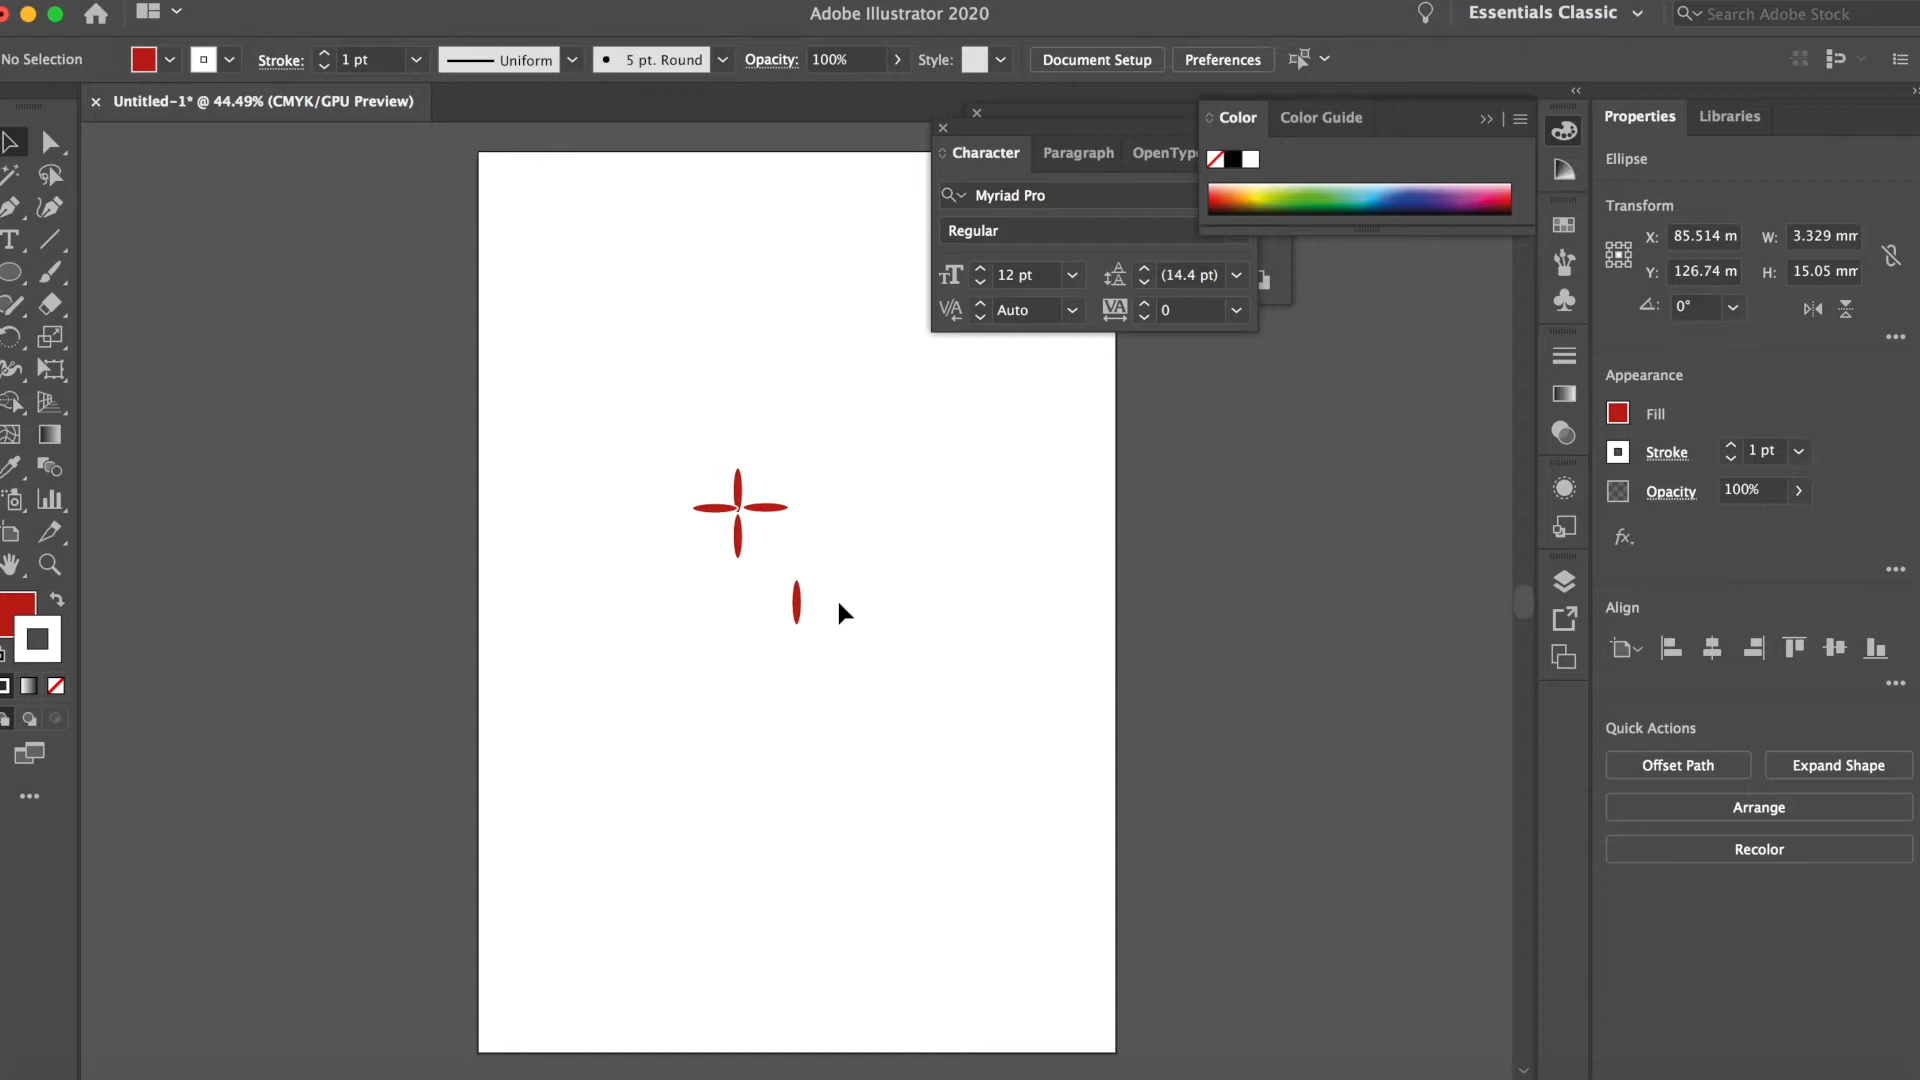 Adobe Illustrator 2020
Essentials Classic
Search Adobe Stock
No Selection
Stroke:
1 pt
Uniform
5 pt. Round
Opacity:
100%
Style:
Document Setup
Preferences
Untitled-1* @ 44.49% (CMYK/GPU Preview)
Character
Paragraph
OpenType
Myriad Pro
Regular
12 pt
(14.4 pt)
Auto
0
Color
Color Guide
Properties
Libraries
Ellipse
Transform
X:
85.514 m
W:
3.329 mm
Y:
126.74 m
H:
15.05 mm
0°
Appearance
Fill
Stroke
1 pt
Opacity
100%
fx.
Align
Quick Actions
Offset Path
Expand Shape
Arrange
Recolor